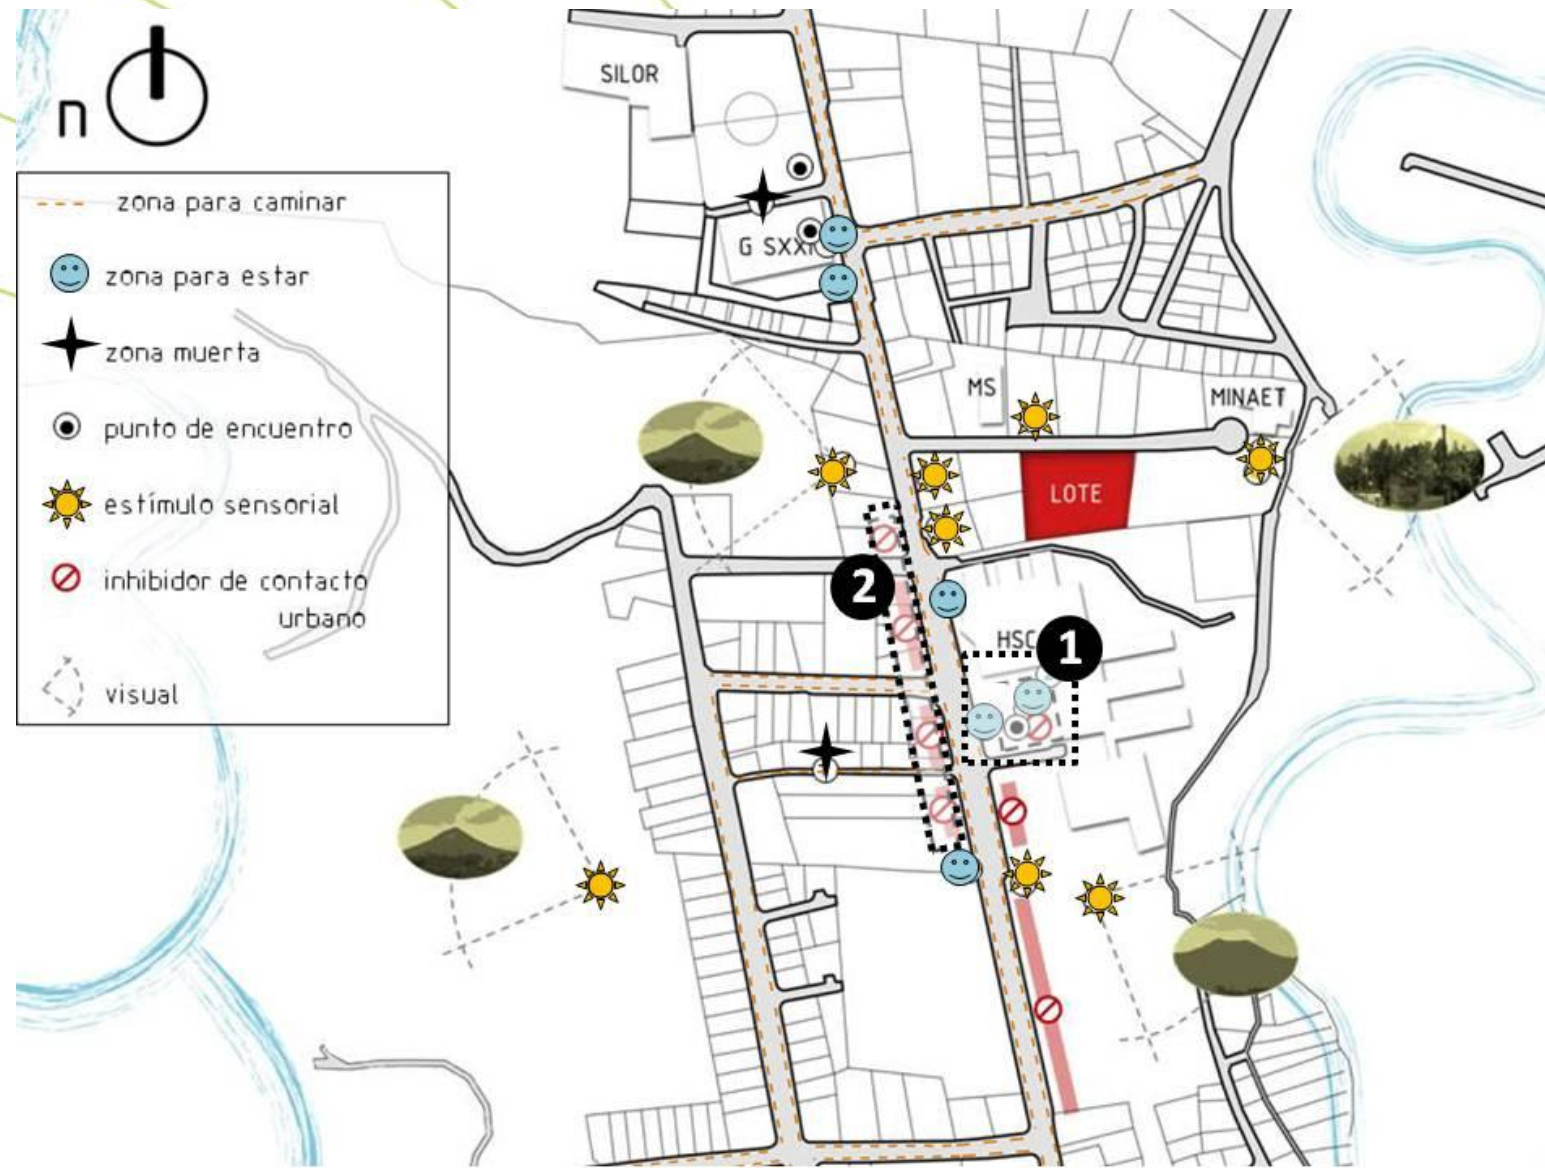 n
zona para caminar
zona para estar
zona muerta
punto de encuentro
estímulo sensorial
inhibidor de contacto
urbano
visual
SILOR
G SXXI
MS
MINAET
LOTE
2
HSC
1